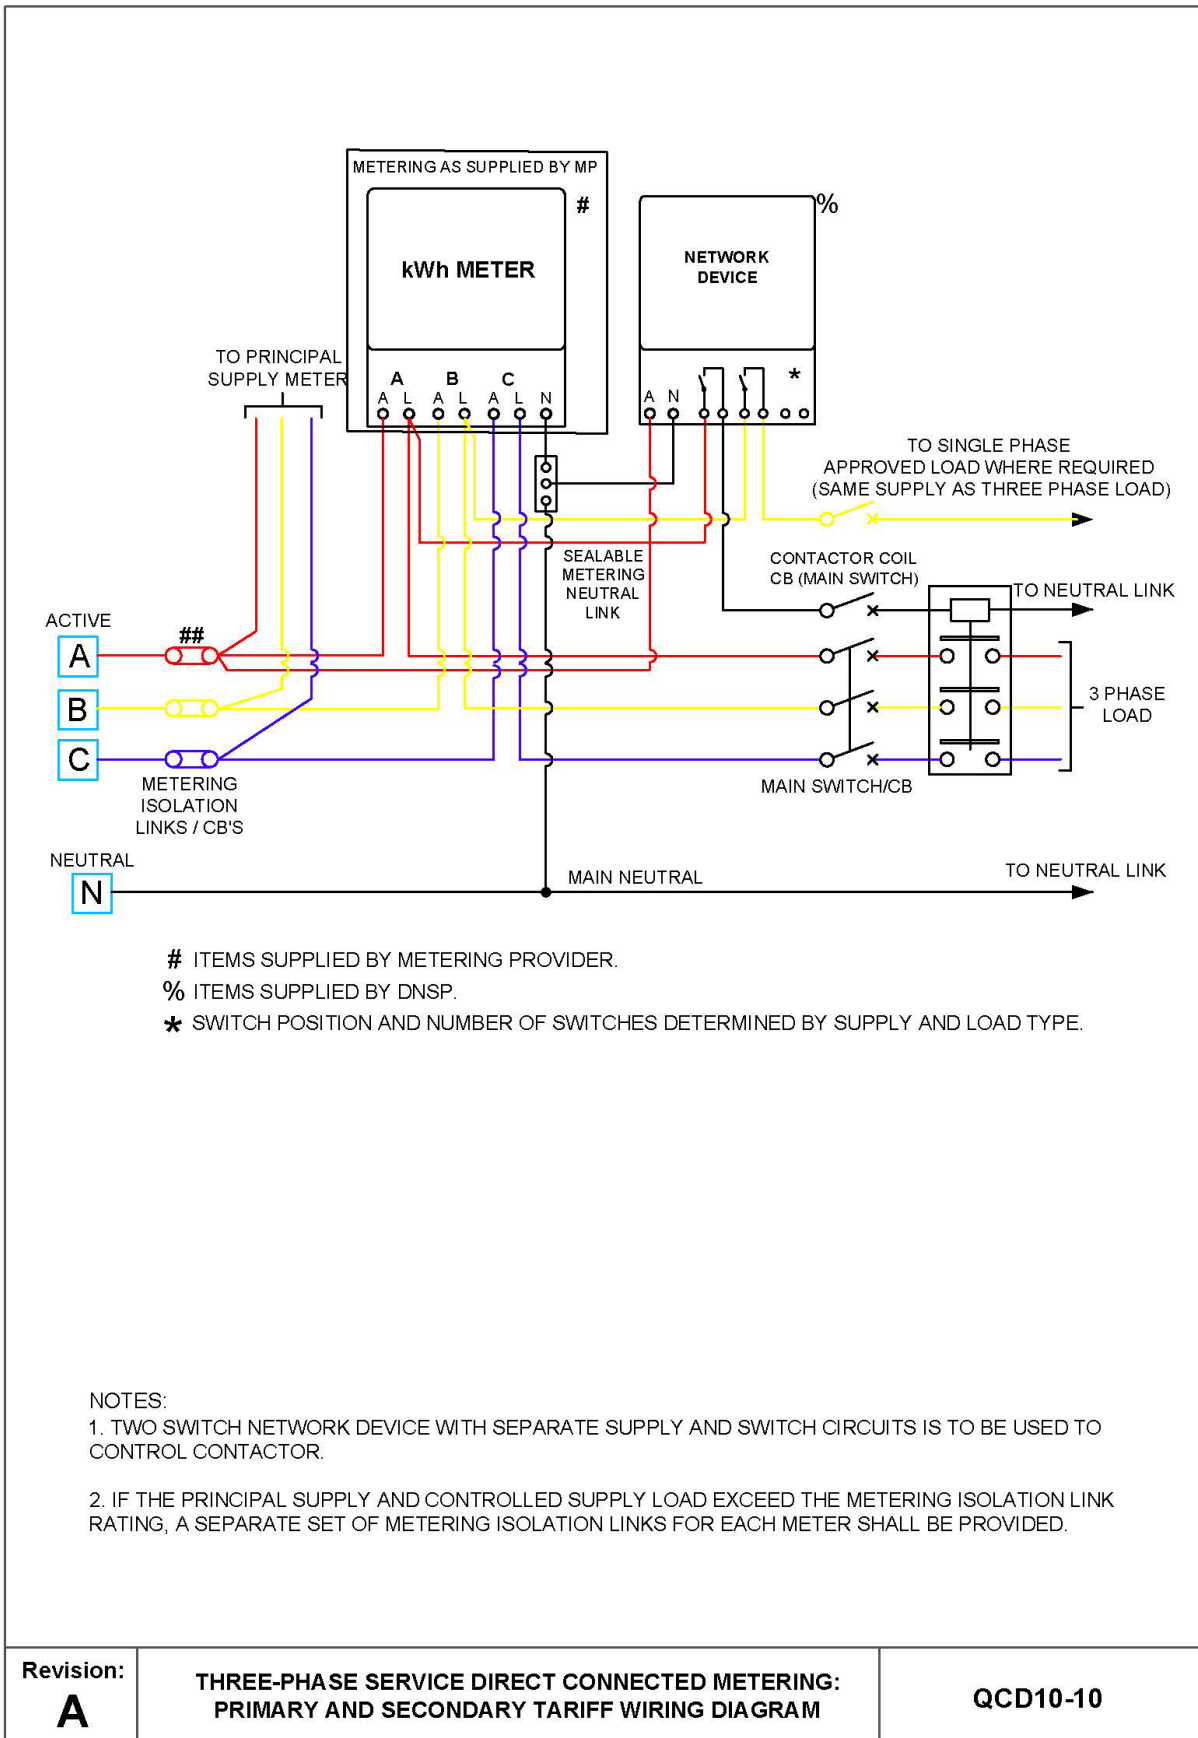 METERING AS SUPPLIED BY MP
#
%
kWh METER
NETWORK
DEVICE
TO PRINCIPAL
SUPPLY METER
A B C
A L A L A L N
A N
*
TO SINGLE PHASE
APPROVED LOAD WHERE REQUIRED
(SAME SUPPLY AS THREE PHASE LOAD)
SEALABLE
METERING
NEUTRAL
LINK
CONTACTOR COIL
CB (MAIN SWITCH)
TO NEUTRAL LINK
ACTIVE
##
A
B
C
3 PHASE
LOAD
METERING
ISOLATION
LINKS / CB'S
MAIN SWITCH/CB
NEUTRAL
N
MAIN NEUTRAL
TO NEUTRAL LINK
# ITEMS SUPPLIED BY METERING PROVIDER.
% ITEMS SUPPLIED BY DNSP.
* SWITCH POSITION AND NUMBER OF SWITCHES DETERMINED BY SUPPLY AND LOAD TYPE.
NOTES:
1. TWO SWITCH NETWORK DEVICE WITH SEPARATE SUPPLY AND SWITCH CIRCUITS IS TO BE USED TO
CONTROL CONTACTOR.
2. IF THE PRINCIPAL SUPPLY AND CONTROLLED SUPPLY LOAD EXCEED THE METERING ISOLATION LINK
RATING, A SEPARATE SET OF METERING ISOLATION LINKS FOR EACH METER SHALL BE PROVIDED.
Revision:
A
THREE-PHASE SERVICE DIRECT CONNECTED METERING:
PRIMARY AND SECONDARY TARIFF WIRING DIAGRAM
QCD10-10